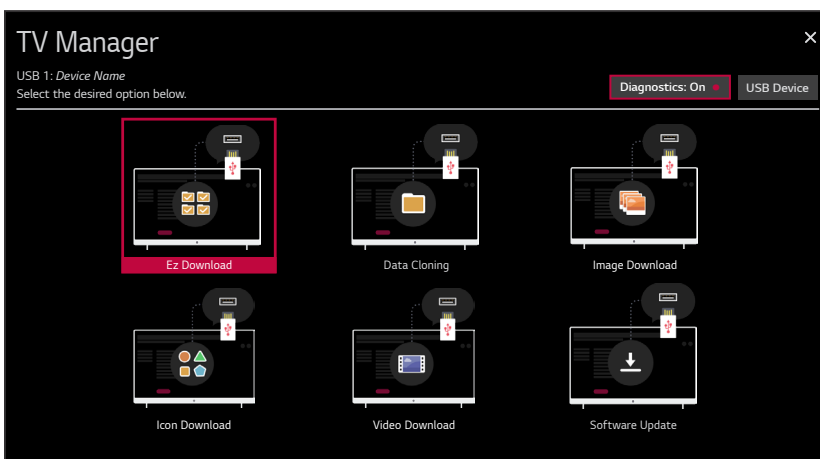 TV Manager
USB 1: Device Name
Select the desired option below.
Diagnostics: On
USB Device
Ez Download
Data Cloning
Image Download
Icon Download
Video Download
Software Update